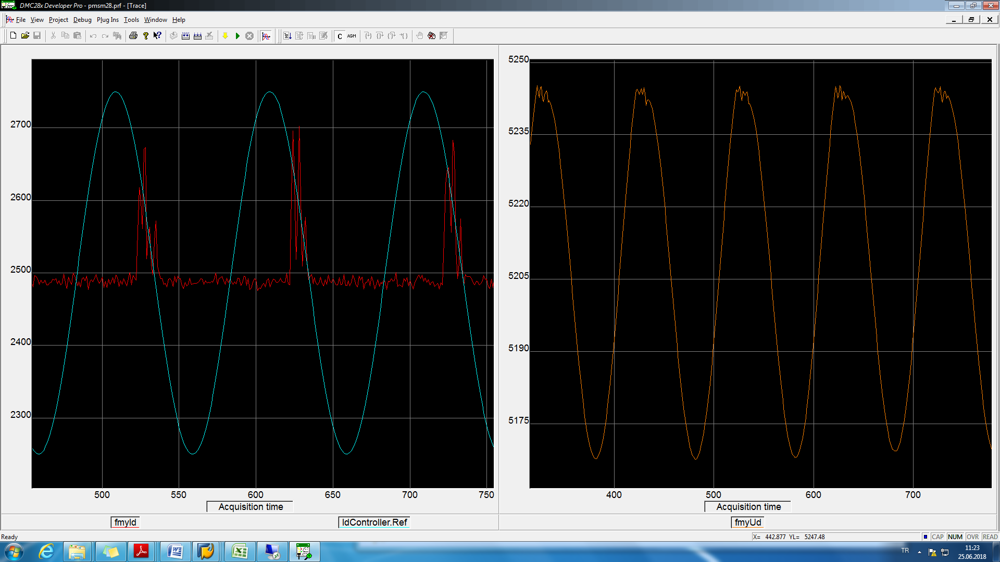 DMC28x Developer Pro - pmsm28.prf - [Trace]
File View Project Debug Plug Ins Tools Window Help
C ASM
2700
2600
2500
2400
2300
500 550 600 650 700 750
Acquisition time
fmyId IdController.Ref
5250
5235
5220
5205
5190
5175
400 500 600 700
Acquisition time
fmyUd
Ready X= 442.877 YL= 5247.48 CAP NUM OVR READ
TR 11:23
25.06.2018